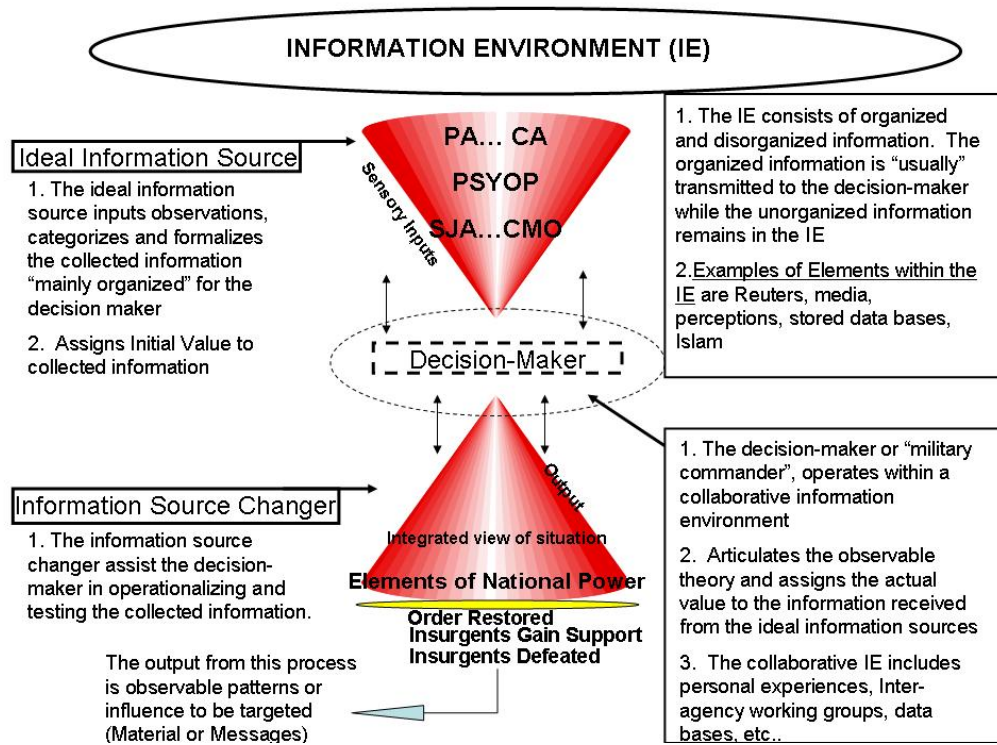 INFORMATION ENVIRONMENT (IE)
Ideal Information Source
1. The ideal information
source inputs observations,
categorizes and formalizes
the collected information
“mainly organized” for the
decision maker
2. Assigns Initial Value to
collected information
PA... CA
PSYOP
SJA...CMO
Sensory Inputs
1. The IE consists of organized
and disorganized information. The
organized information is “usually”
transmitted to the decision-maker
while the unorganized information
remains in the IE
2.Examples of Elements within the
IE are Reuters, media,
perceptions, stored data bases,
Islam
Decision-Maker
Information Source Changer
1. The information source
changer assist the decision-
maker in operationalizing and
testing the collected information.
Output
Integrated view of situation
Elements of National Power
Order Restored
Insurgents Gain Support
Insurgents Defeated
The output from this process
is observable patterns or
influence to be targeted
(Material or Messages)
1. The decision-maker or “military
commander”, operates within a
collaborative information
environment
2. Articulates the observable
theory and assigns the actual
value to the information received
from the ideal information sources
3. The collaborative IE includes
personal experiences, Inter-
agency working groups, data
bases, etc..